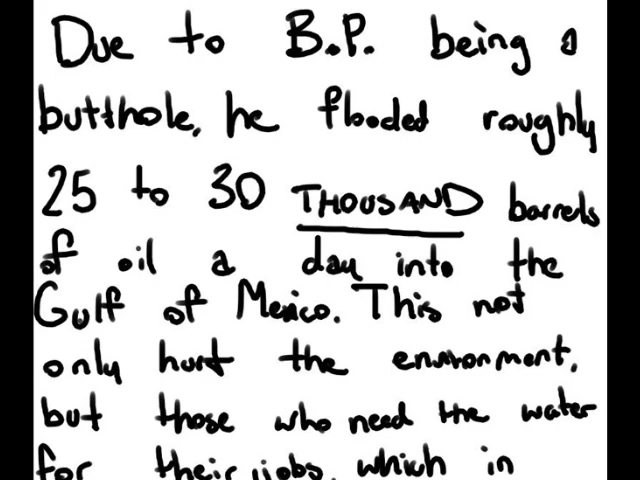 Due to B.P. being a
butthole, he flooded roughly
25 to 30 THOUSAND barrels
of oil a day into the
Gulf of Mexico. This not
only hurt the environment,
but those who need the water
for their jobs, which in